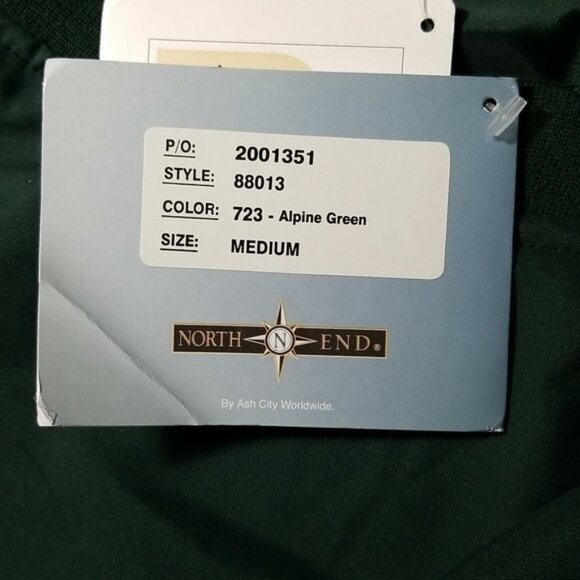 P/O: 2001351
STYLE: 88013
COLOR: 723 - Alpine Green
SIZE: MEDIUM
NORTH N END®
By Ash City Worldwide.